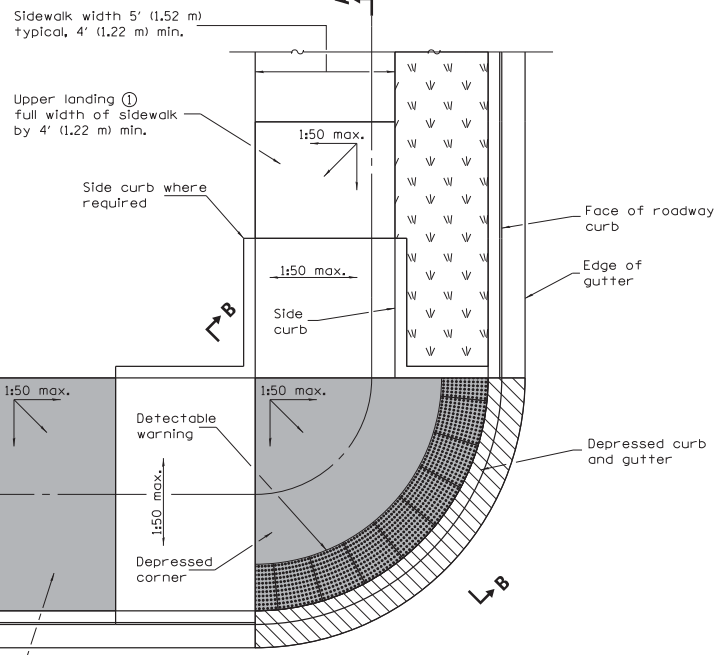 A
Sidewalk width 5' (1.52 m)
typical, 4' (1.22 m) min.
Upper landing ①
full width of sidewalk
by 4' (1.22 m) min.
1:50 max.
Side curb where
required
Face of roadway
curb
1:50 max.
Edge of
gutter
B
Side
curb
1:50 max.
1:50 max.
Detectable
warning
Depressed curb
and gutter
1:50 max.
Depressed
corner
B